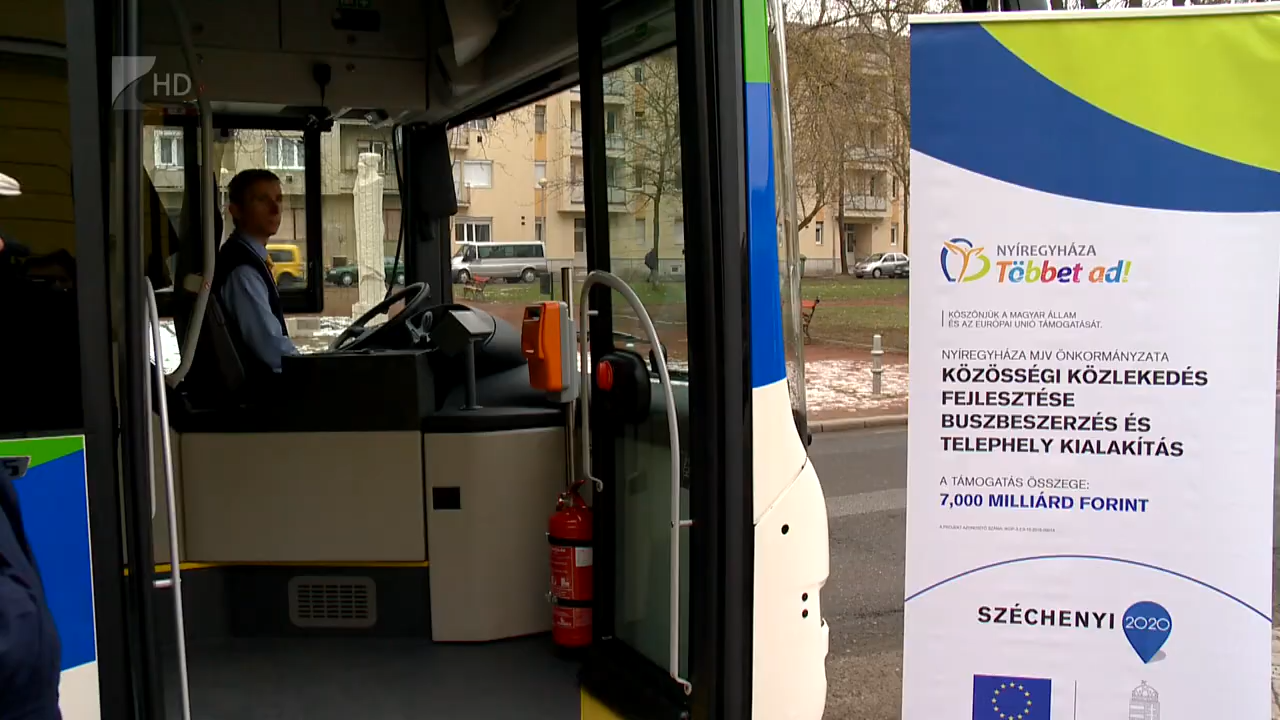 HD
NYÍREGYHÁZA
Többet ad!
KÖSZÖNJÜK A MAGYAR ÁLLAM
ÉS AZ EURÓPAI UNIÓ TÁMOGATÁSÁT.
NYÍREGYHÁZA MJV ÖNKORMÁNYZATA
KÖZÖSSÉGI KÖZLEKEDÉS
FEJLESZTÉSE
BUSZBESZERZÉS ÉS
TELEPHELY KIALAKÍTÁS
A TÁMOGATÁS ÖSSZEGE:
7,000 MILLIÁRD FORINT
SZÉCHENYI 2020